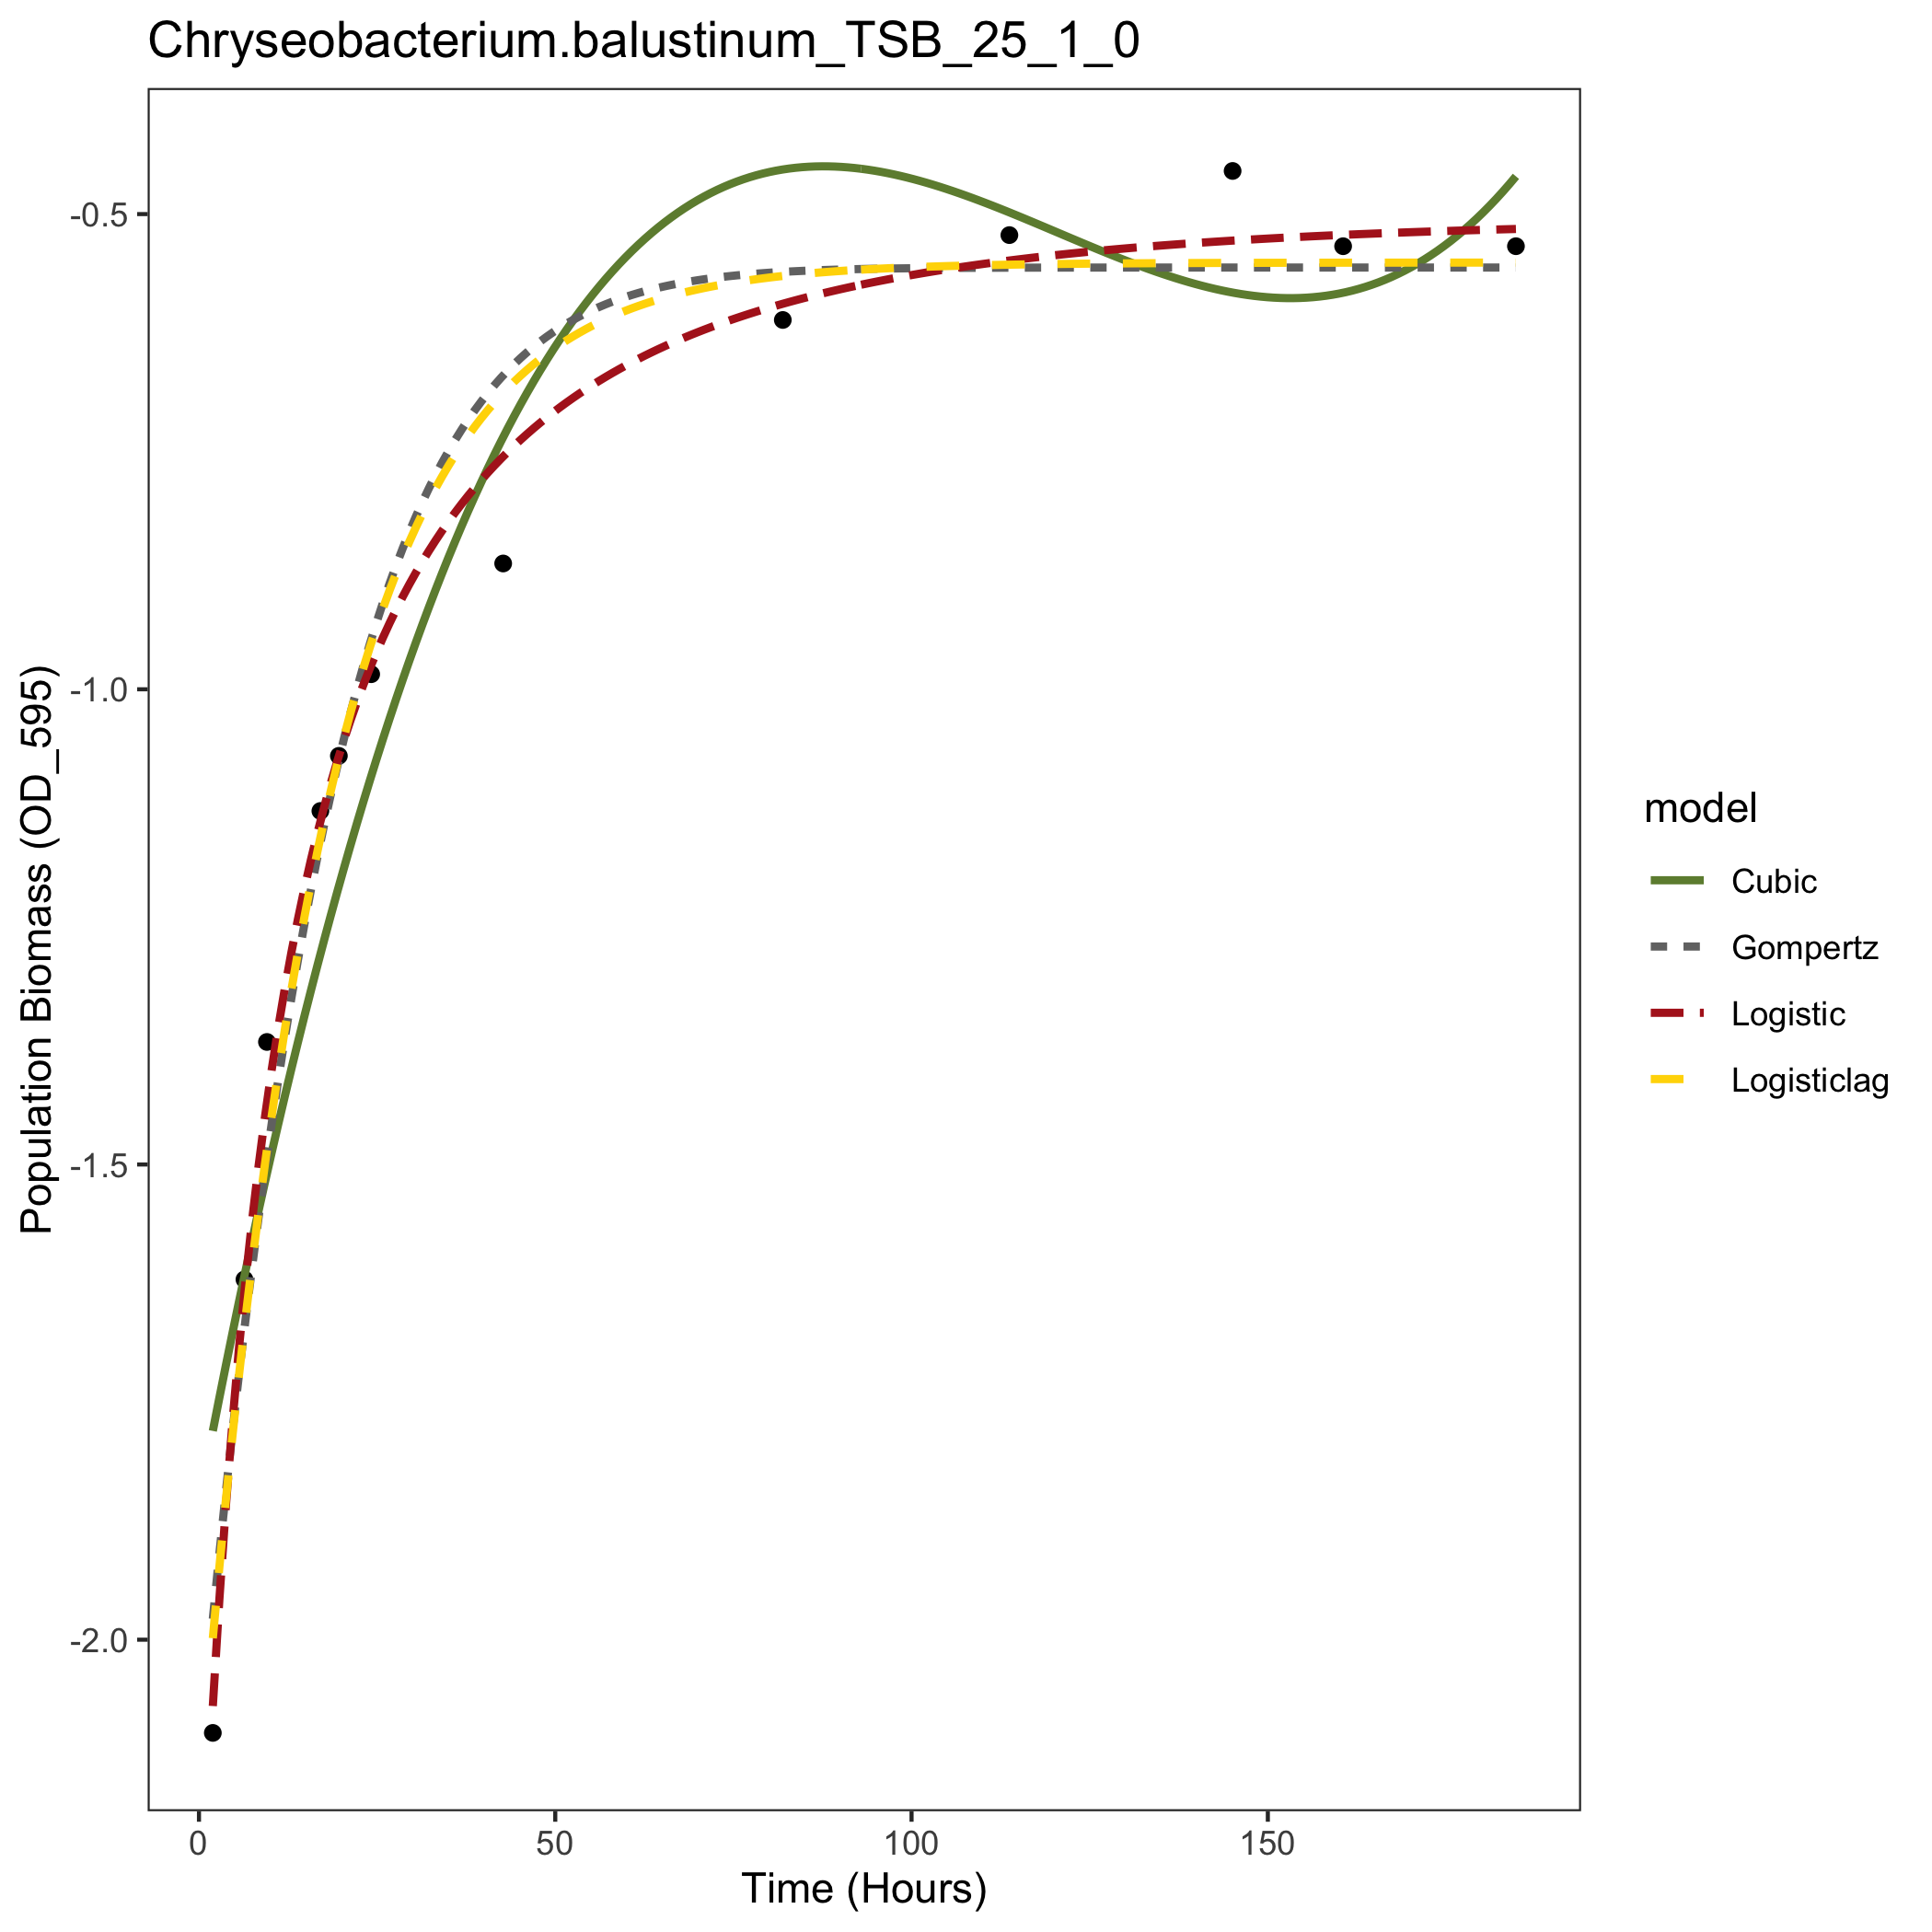 Chryseobacterium.balustinum_TSB_25_1_0
Population Biomass (OD_595)
-0.5
-1.0
-1.5
-2.0
0
50
100
150
Time (Hours)
model
Cubic
Gompertz
Logistic
Logisticlag